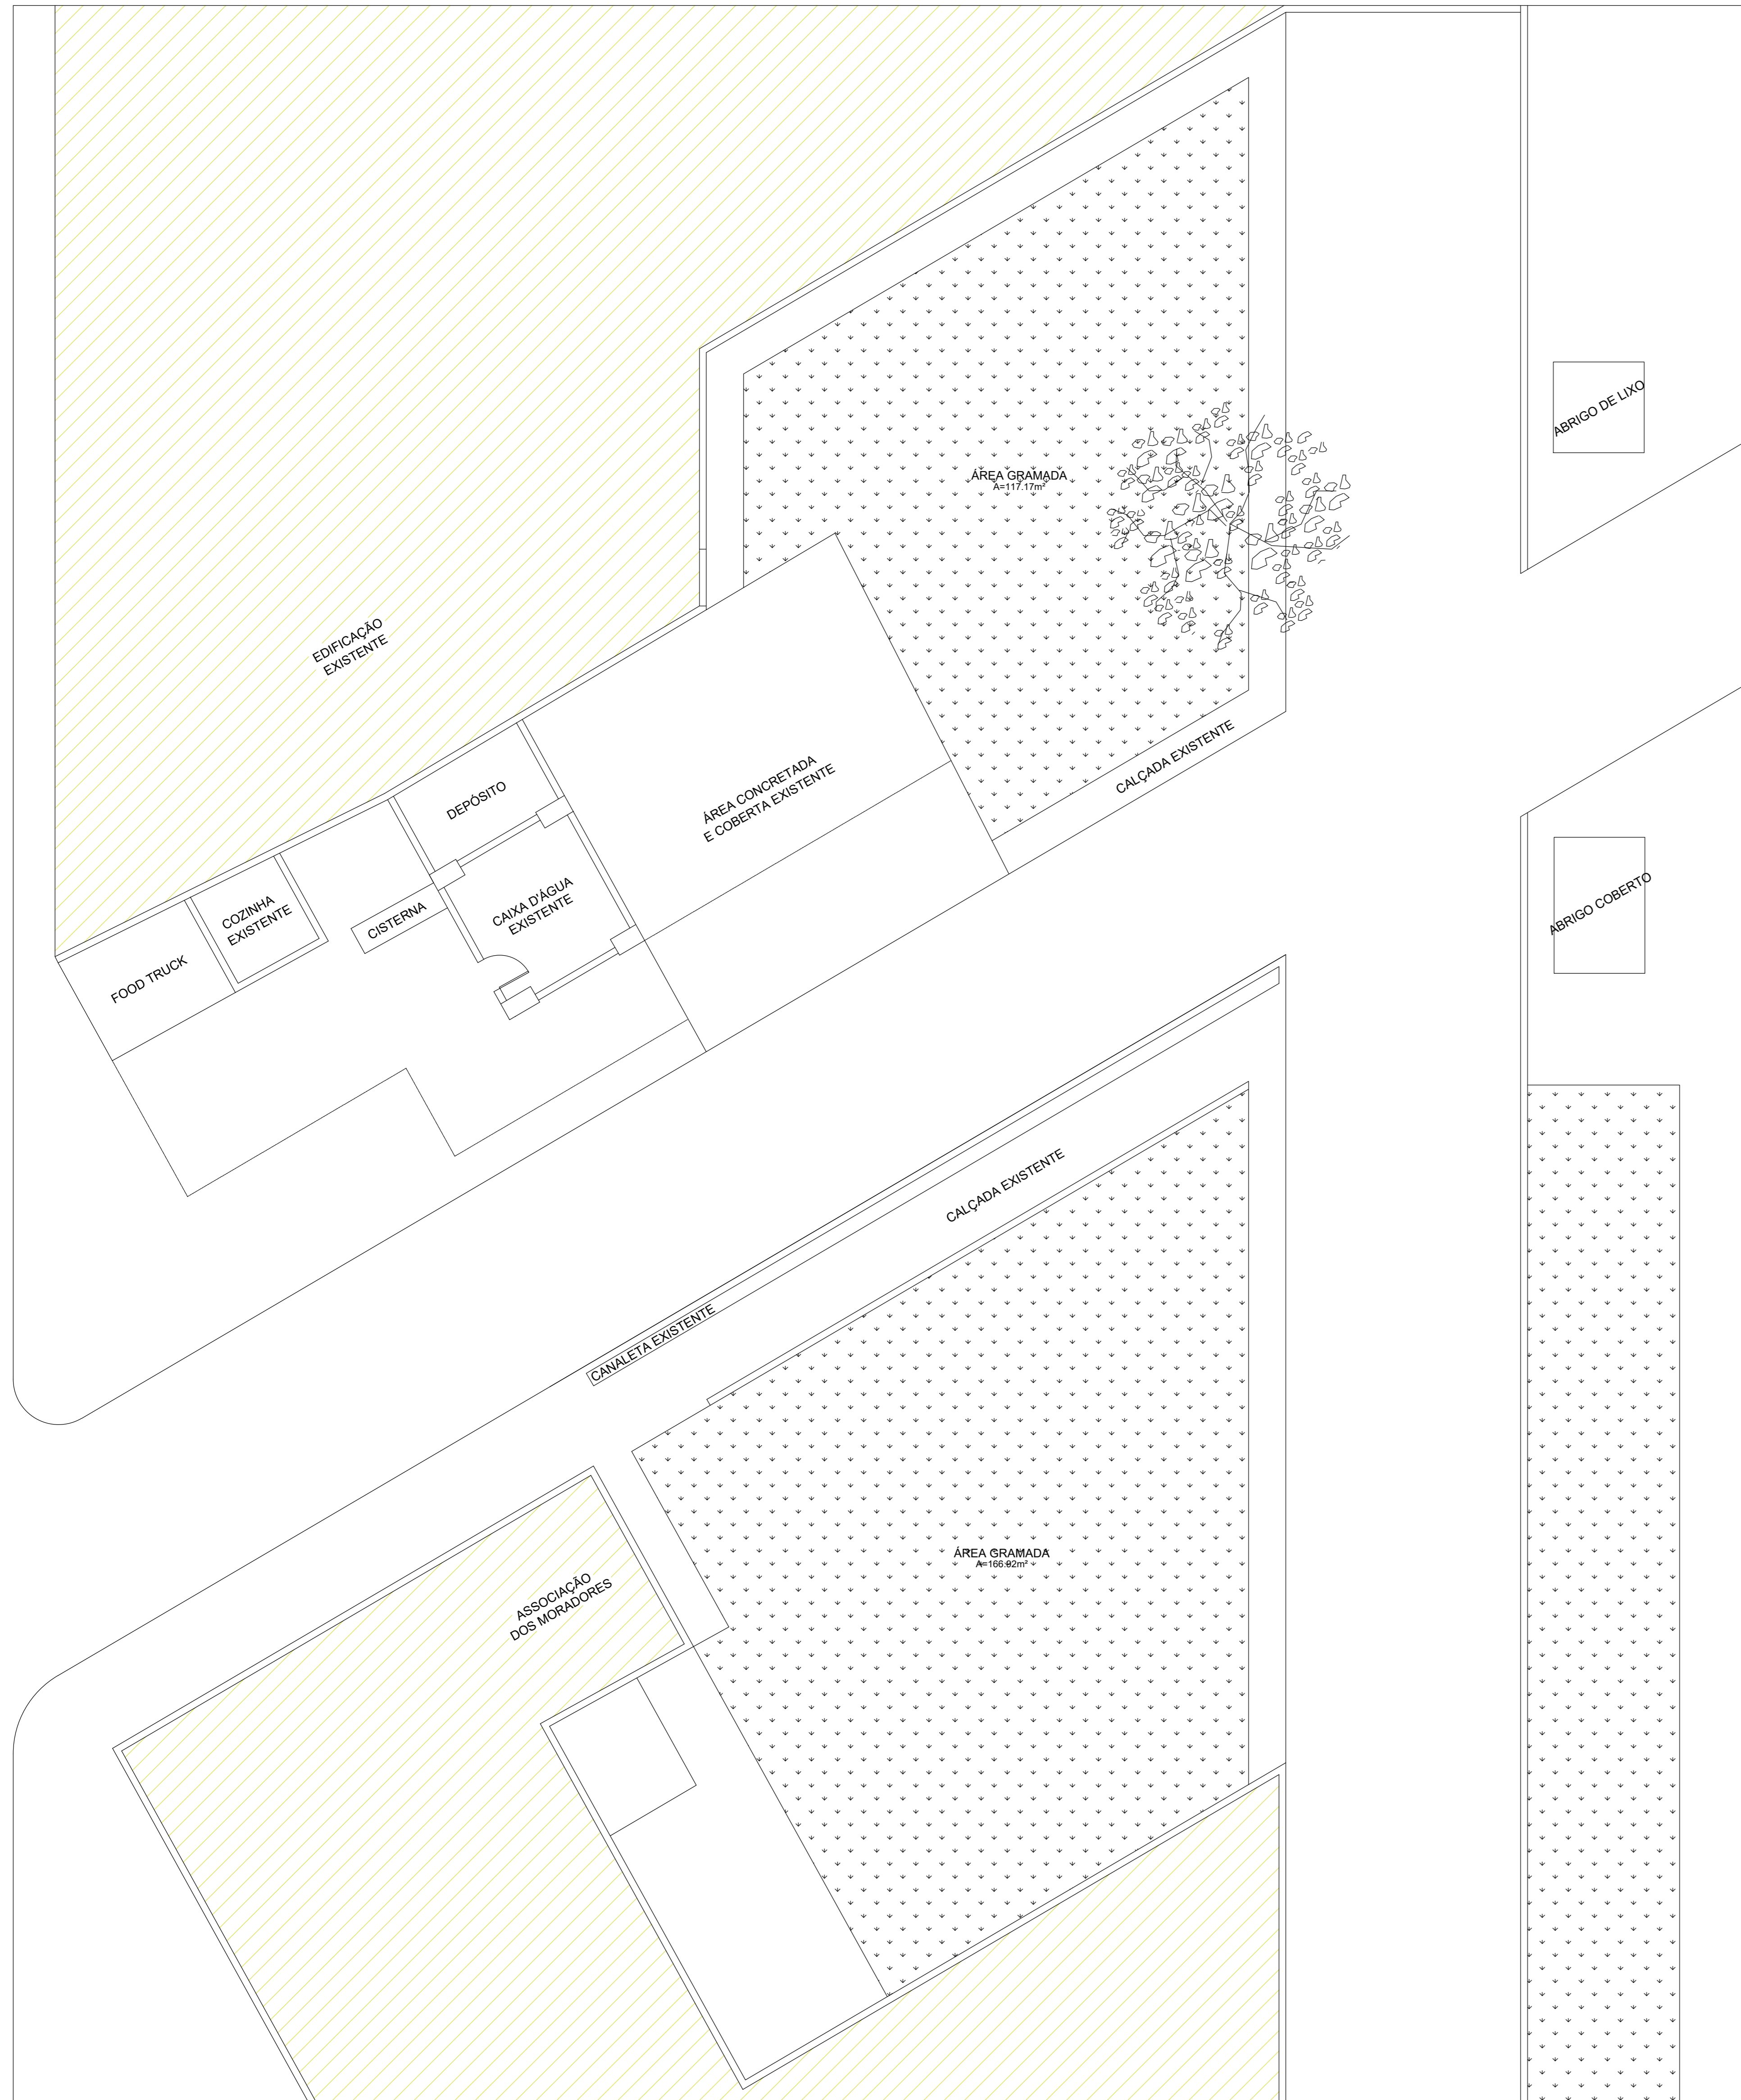 ABRIGO DE LIXO
ÁREA GRAMADA
A=117.17m²
EDIFICAÇÃO
EXISTENTE
CALÇADA EXISTENTE
DEPÓSITO
ÁREA CONCRETADA
E COBERTA EXISTENTE
COZINHA
EXISTENTE
CISTERNA
CAIXA D'ÁGUA
EXISTENTE
FOOD TRUCK
ABRIGO COBERTO
CALÇADA EXISTENTE
CANALETA EXISTENTE
ÁREA GRAMADA
A=166.92m²
ASSOCIAÇÃO
DOS MORADORES